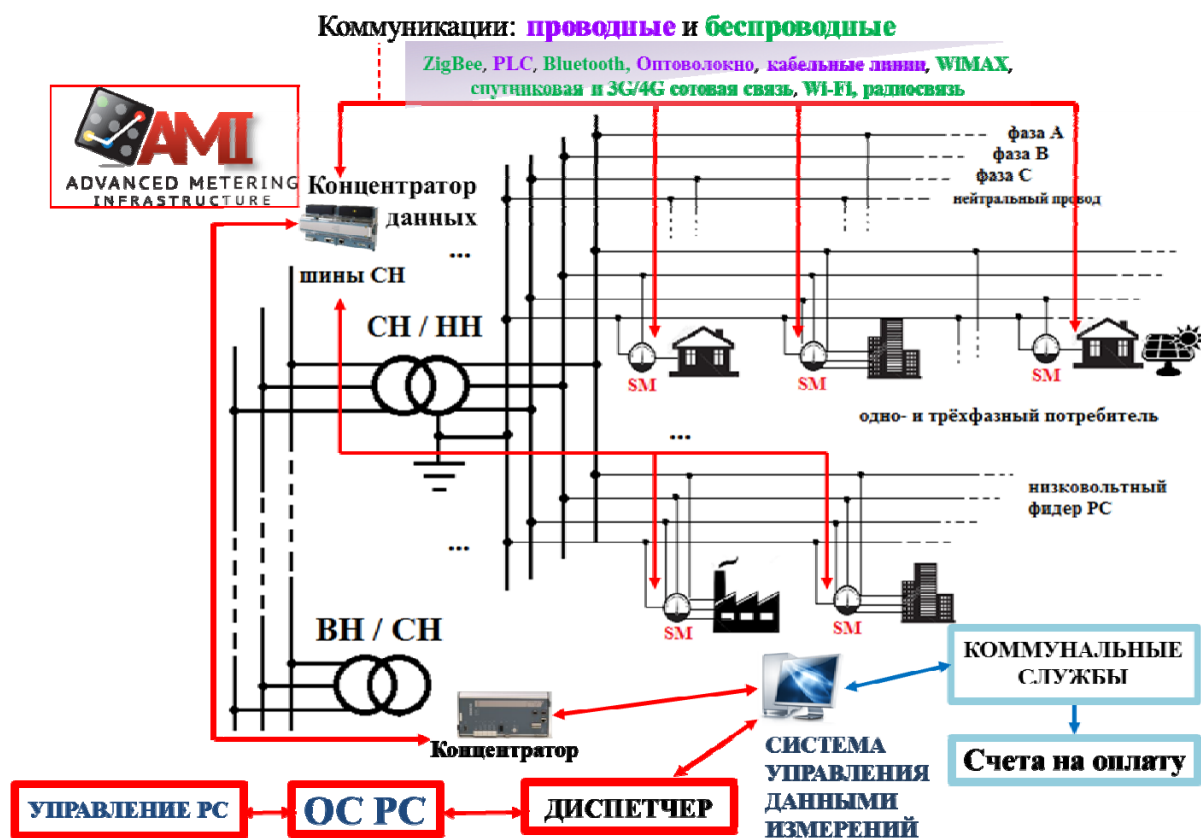 Коммуникации: проводные и беспроводные
ZigBee, PLC, Bluetooth, Оптоволокно, кабельные линии, WiMAX,
спутниковая и 3G/4G сотовая связь, Wi-Fi, радиосвязь
AMI
ADVANCED METERING
INFRASTRUCTURE
Концентратор
данных
...
шины СН
СН / НН
фаза А
фаза В
фаза С
нейтральный провод
SM
SM
SM
одно- и трёхфазный потребитель
...
низковольтный
фидер РС
...
SM
SM
ВН / СН
Концентратор
СИСТЕМА
УПРАВЛЕНИЯ
ДАННЫМИ
ИЗМЕРЕНИЙ
КОММУНАЛЬНЫЕ
СЛУЖБЫ
Счета на оплату
УПРАВЛЕНИЕ РС
ОС РС
ДИСПЕТЧЕР